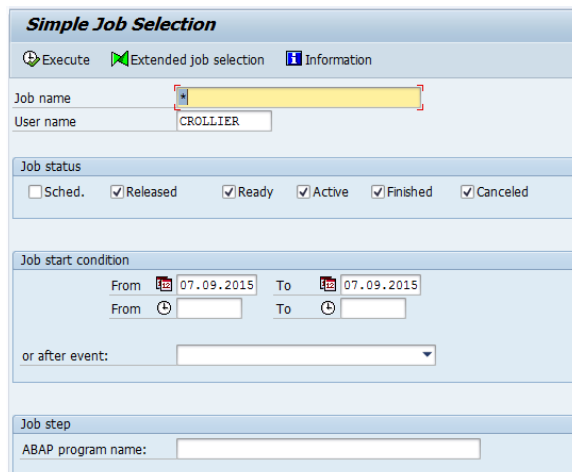 Simple Job Selection
Execute Extended job selection Information
Job name *
User name CROLLIER
Job status
Sched. Released Ready Active Finished Canceled
Job start condition
From 07.09.2015 To 07.09.2015
From To
or after event:
Job step
ABAP program name: